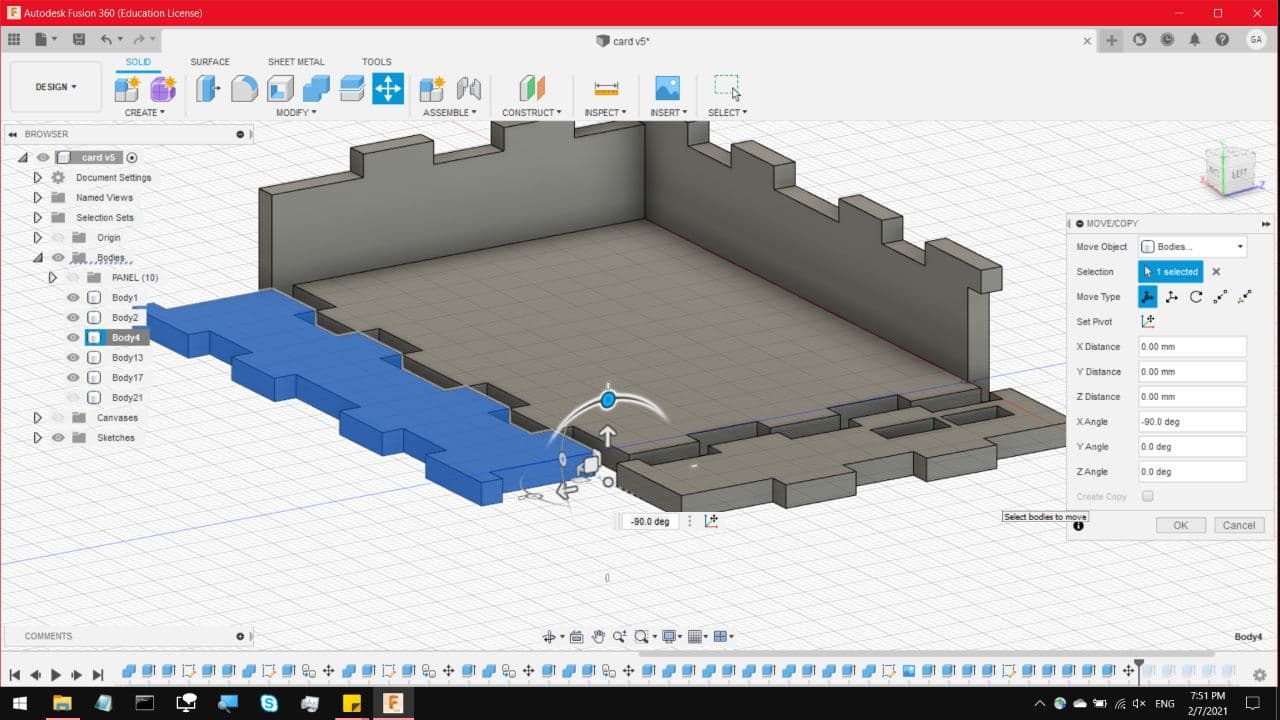 Autodesk Fusion 360 (Education License)
card v5*
GA
DESIGN
SOLID SURFACE SHEET METAL TOOLS
CREATE MODIFY ASSEMBLE CONSTRUCT INSPECT INSERT SELECT
BROWSER
card v5
Document Settings
Named Views
Selection Sets
Origin
Bodies
PANEL (10)
Body1
Body2
Body4
Body13
Body17
Body21
Canvases
Sketches
LEFT
X
Y
Z
MOVE/COPY
Move Object Bodies...
Selection 1 selected
Move Type
Set Pivot
X Distance 0.00 mm
Y Distance 0.00 mm
Z Distance 0.00 mm
X Angle -90.0 deg
Y Angle 0.0 deg
Z Angle 0.0 deg
Create Copy
Select bodies to move
OK Cancel
-90.0 deg
COMMENTS
Body4
ENG
7:51 PM
2/7/2021